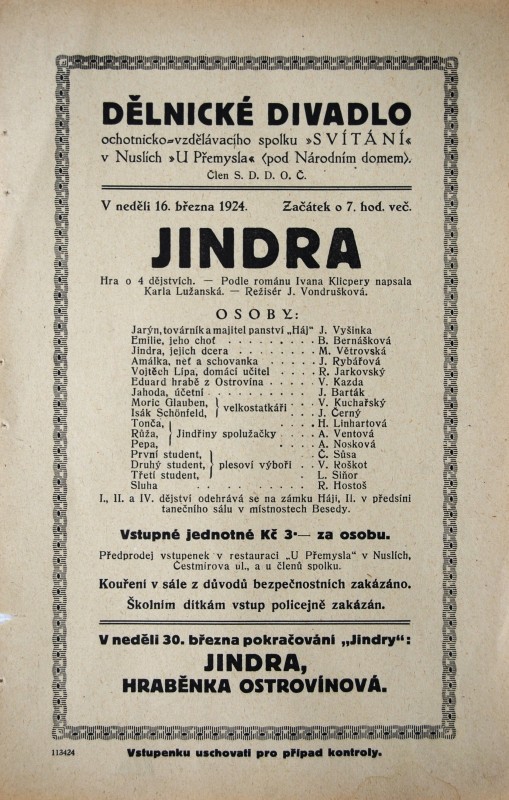 DĚLNICKÉ DIVADLO
ochotnicko=vzdělávacího spolku »SVÍTÁNÍ«
v Nuslích »U Přemysla« (pod Národním domem).
Člen S. D. D. O. Č.
V neděli 16. března 1924. Začátek o 7. hod. več.
JINDRA
Hra o 4 dějstvích. — Podle románu Ivana Klicpery napsala
Karla Lužanská. — Režisér J. Vondrušková.
OSOBY:
Jarýn, továrník a majitel panství „Háj" J. Vyšinka
Emilie, jeho choť . . . . . . . . B. Bernášková
Jindra, jejich dcera . . . . . . . M. Větrovská
Amálka, neť a schovanka . . . . . J. Rybářová
Vojtěch Lípa, domácí učitel . . . . R. Jarkovský
Eduard hrabě z Ostrovína . . . . . V. Kazda
Jahoda, účetní . . . . . . . . . J. Barták
Moric Glauben, } velkostatkáři . . . V. Kuchařský
Isák Schönfeld, } J. Černý
Tonča, } H. Linhartová
Růža, } Jindřiny spolužačky . . . . A. Ventová
Pepa, } A. Nosková
První student, } Č. Sůsa
Druhý student, } plesoví výboři . . V. Roškot
Třetí student, } L. Siňor
Sluha . . . . . . . . . . R. Hostoš
I., II. a IV. dějství odehrává se na zámku Háji, II. v předsíni
tanečního sálu v místnostech Besedy.
Vstupné jednotné Kč 3·— za osobu.
Předprodej vstupenek v restauraci „U Přemysla" v Nuslích,
Čestmírova ul., a u členů spolku.
Kouření v sále z důvodů bezpečnostních zakázáno.
Školním dítkám vstup policejně zakázán.
V neděli 30. března pokračování „Jindry":
JINDRA,
HRABĚNKA OSTROVÍNOVÁ.
113424 Vstupenku uschovati pro případ kontroly.